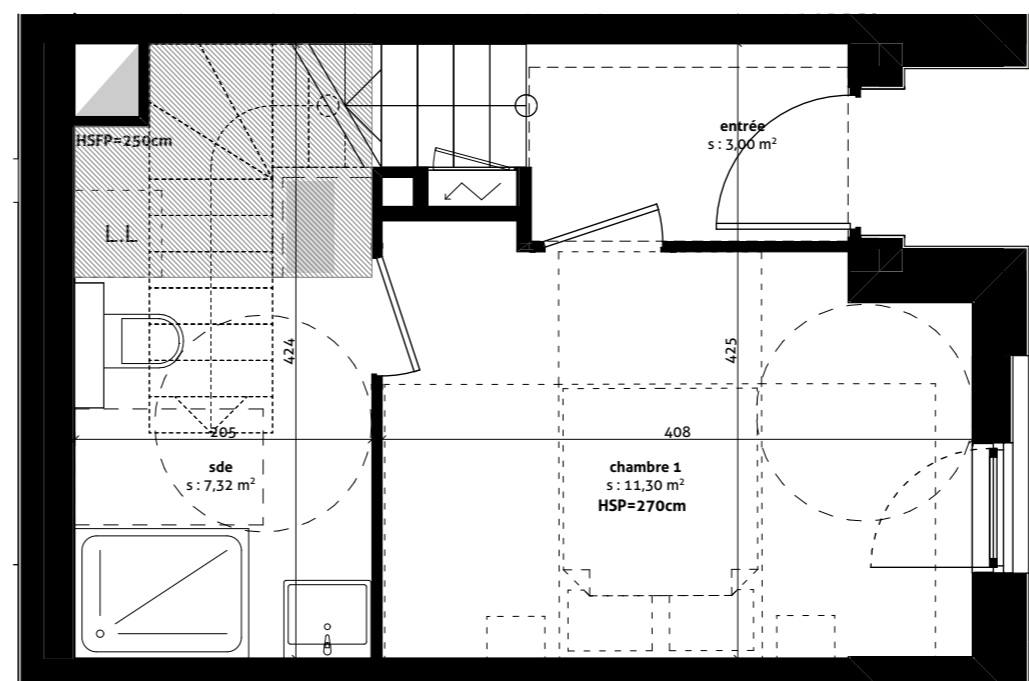 entrée
s : 3,00 m²
HSFP=250cm
L.L
424
425
205
408
sde
s : 7,32 m²
chambre 1
s : 11,30 m²
HSP=270cm